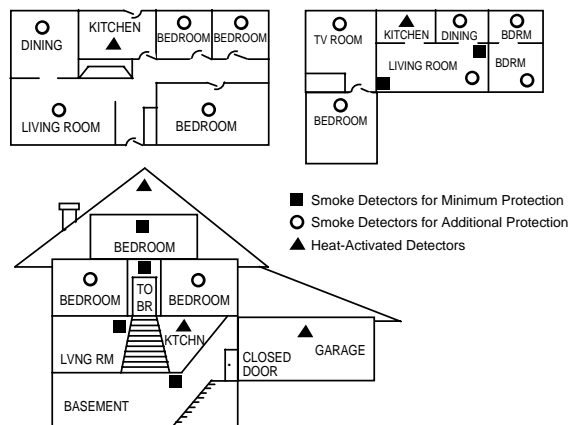 DINING
KITCHEN
BEDROOM
BEDROOM
LIVING ROOM
BEDROOM
TV ROOM
KITCHEN
DINING
BDRM
LIVING ROOM
BDRM
BEDROOM
Smoke Detectors for Minimum Protection
Smoke Detectors for Additional Protection
Heat-Activated Detectors
BEDROOM
BEDROOM
TO
BR
BEDROOM
LVNG RM
KTCHN
CLOSED
DOOR
GARAGE
BASEMENT